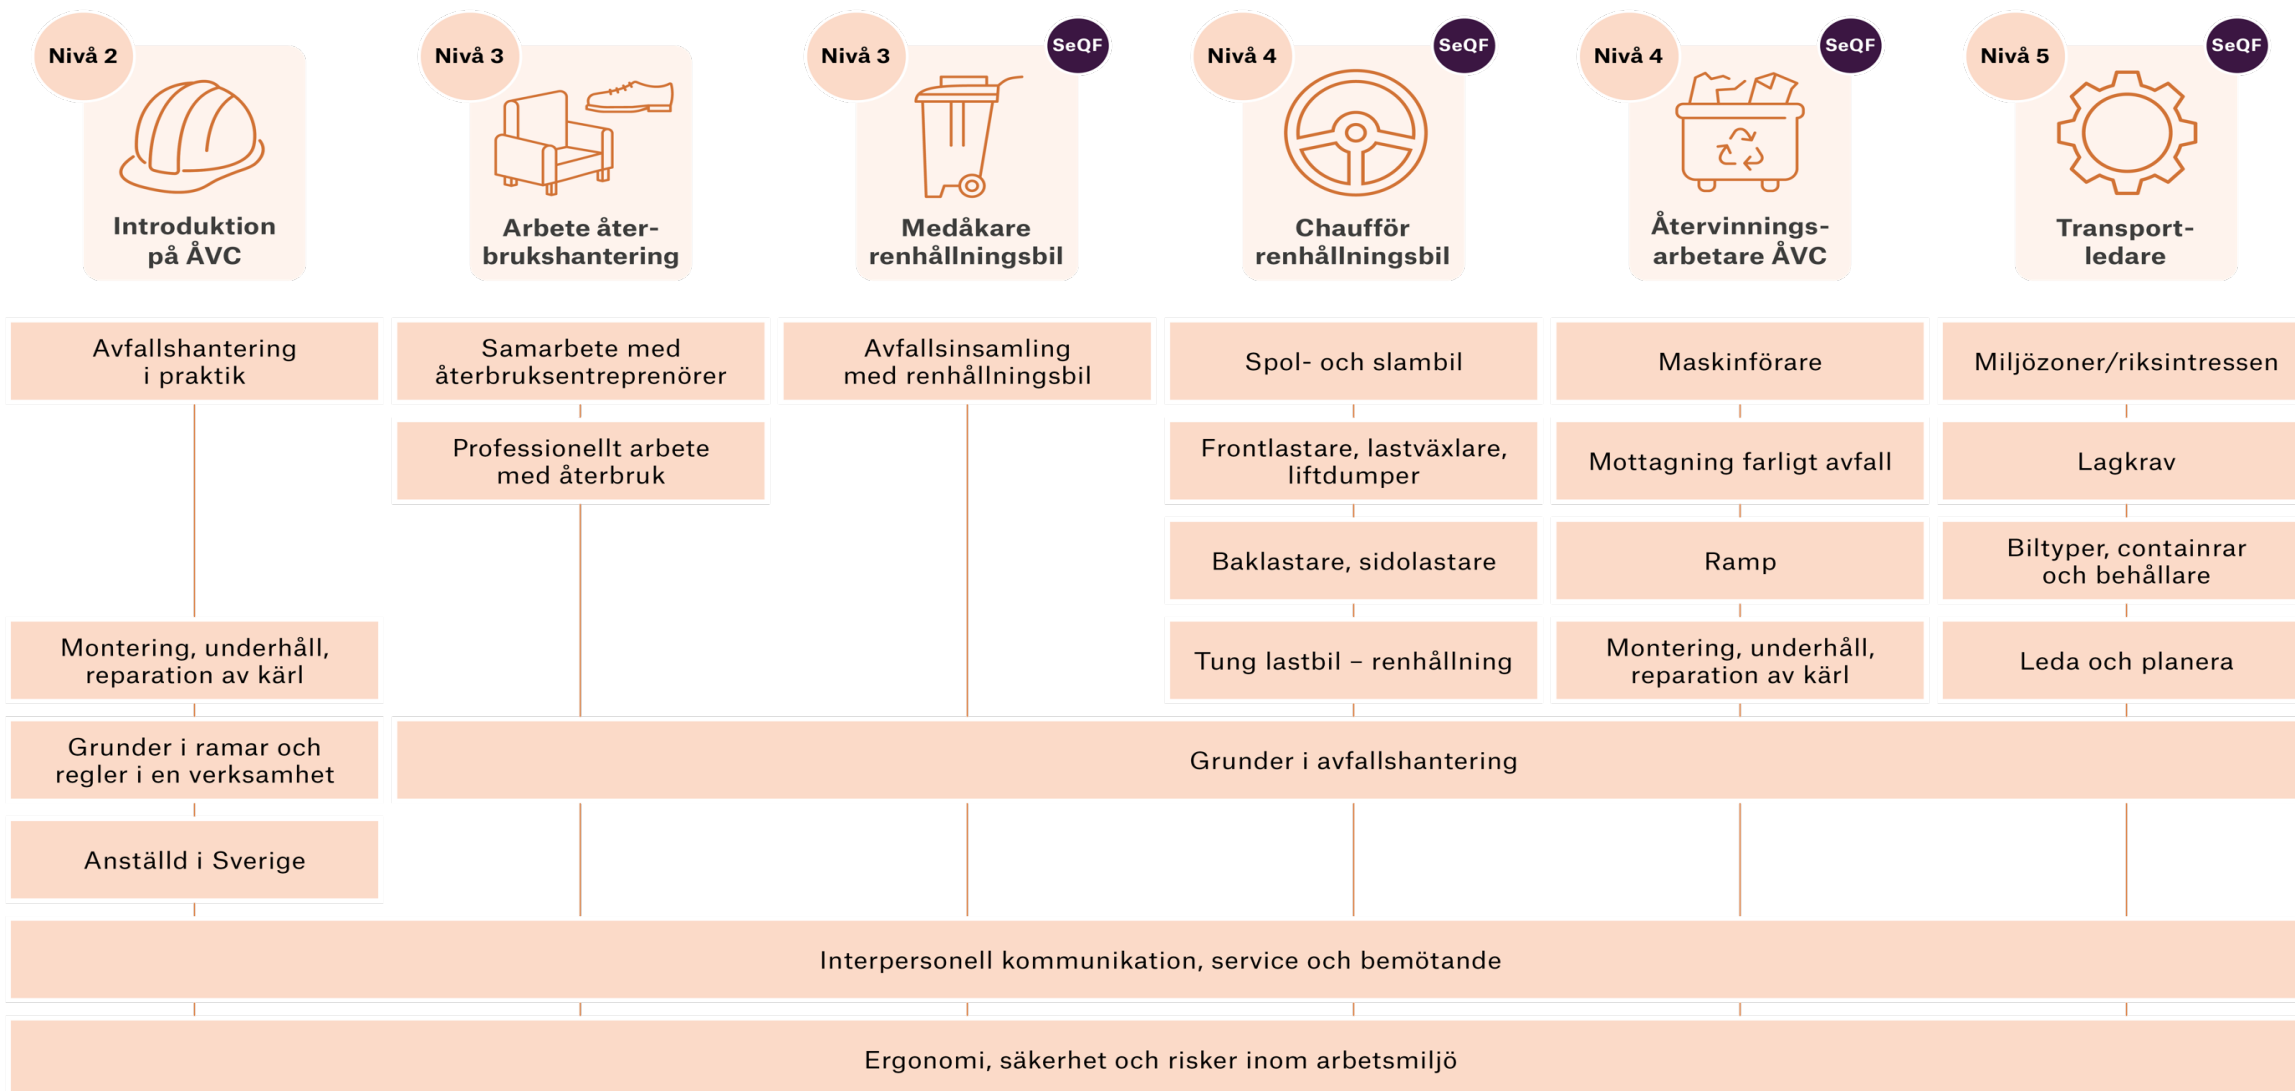 Nivå 2
Introduktion
på ÅVC
Nivå 3
Arbete åter-
brukshantering
Nivå 3
SeQF
Medåkare
renhållningsbil
Nivå 4
SeQF
Chaufför
renhållningsbil
Nivå 4
SeQF
Återvinnings-
arbetare ÅVC
Nivå 5
SeQF
Transport-
ledare
Avfallshantering
i praktik
Samarbete med
återbruksentreprenörer
Avfallsinsamling
med renhållningsbil
Spol- och slambil
Maskinförare
Miljözoner/riksintressen
Professionellt arbete
med återbruk
Frontlastare, lastväxlare,
liftdumper
Mottagning farligt avfall
Lagkrav
Baklastare, sidolastare
Ramp
Biltyper, containrar
och behållare
Montering, underhåll,
reparation av kärl
Tung lastbil – renhållning
Montering, underhåll,
reparation av kärl
Leda och planera
Grunder i ramar och
regler i en verksamhet
Grunder i avfallshantering
Anställd i Sverige
Interpersonell kommunikation, service och bemötande
Ergonomi, säkerhet och risker inom arbetsmiljö